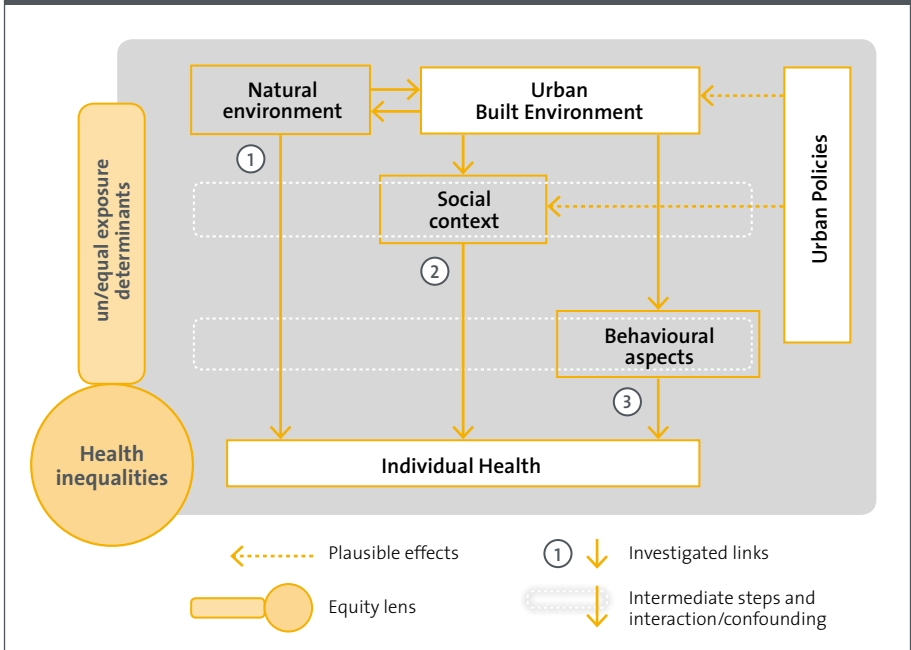 Natural
environment
Urban
Built Environment
Urban Policies
un/equal exposure
determinants
1
Social
context
2
Behavioural
aspects
3
Health
inequalities
Individual Health
Plausible effects
1
Investigated links
Equity lens
Intermediate steps and
interaction/confounding